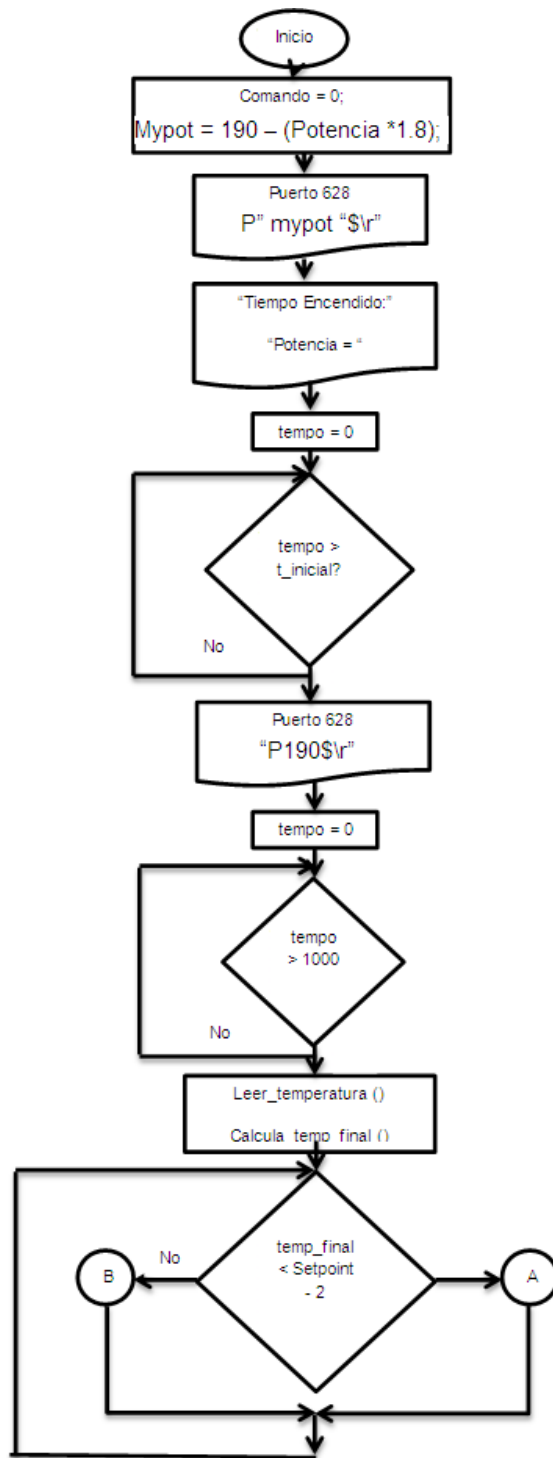 Inicio
Comando = 0;
Mypot = 190 – (Potencia *1.8);
Puerto 628
P” mypot “$\r”
“Tiempo Encendido:”
“Potencia = “
tempo = 0
tempo >
t_inicial?
No
Puerto 628
“P190$\r”
tempo = 0
tempo
> 1000
No
Leer_temperatura ()
Calcula_temp_final ()
temp_final
< Setpoint
- 2
No
B
A